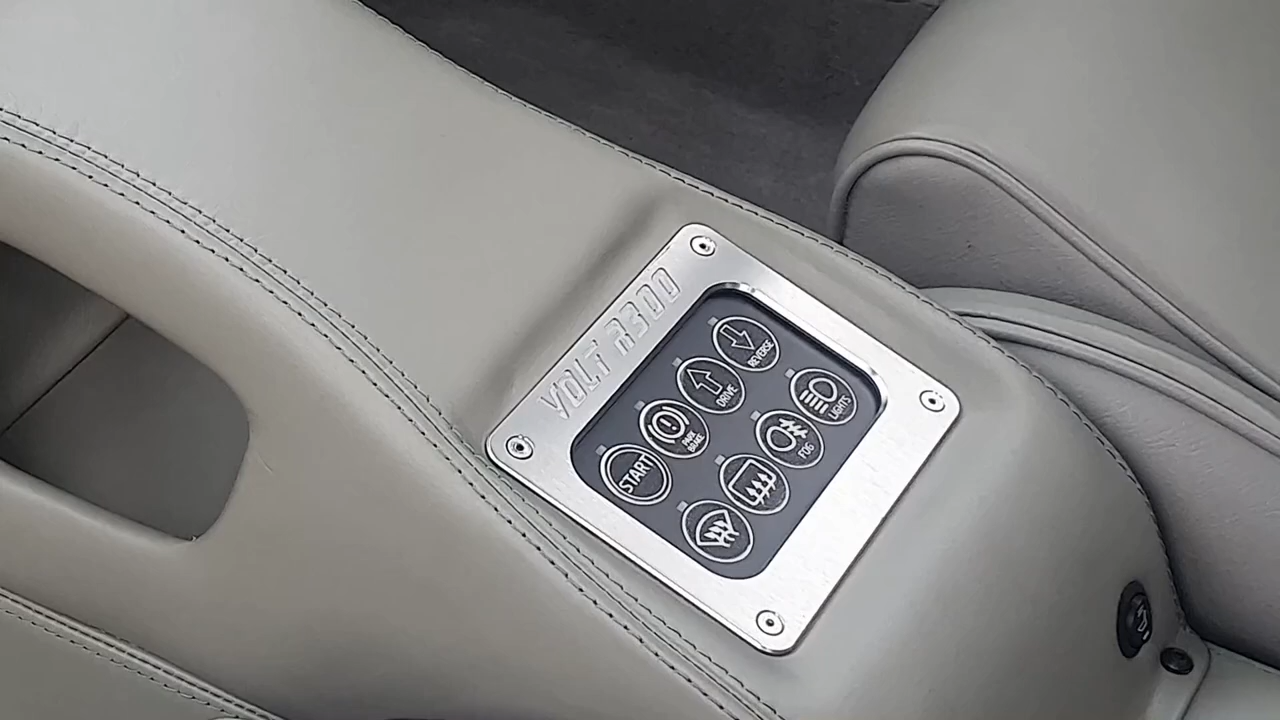 VOLT R300
START
PARK
BRAKE
DRIVE
REVERSE
FOG
LIGHTS